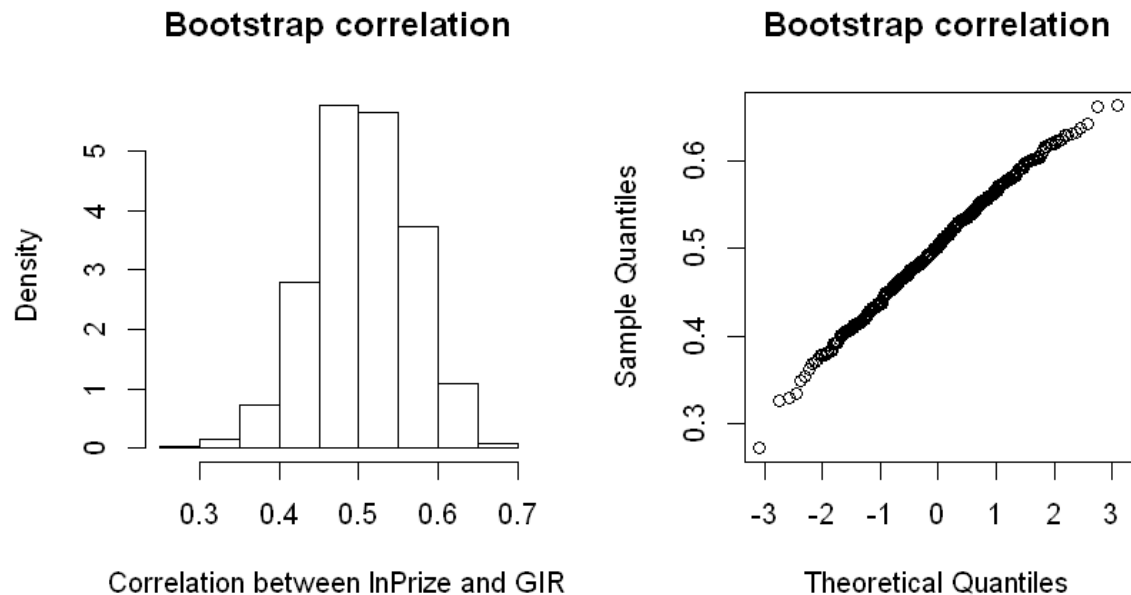 Bootstrap correlation
Density
0 1 2 3 4 5
0.3 0.4 0.5 0.6 0.7
Correlation between lnPrize and GIR
Bootstrap correlation
Sample Quantiles
0.3 0.4 0.5 0.6
-3 -2 -1 0 1 2 3
Theoretical Quantiles